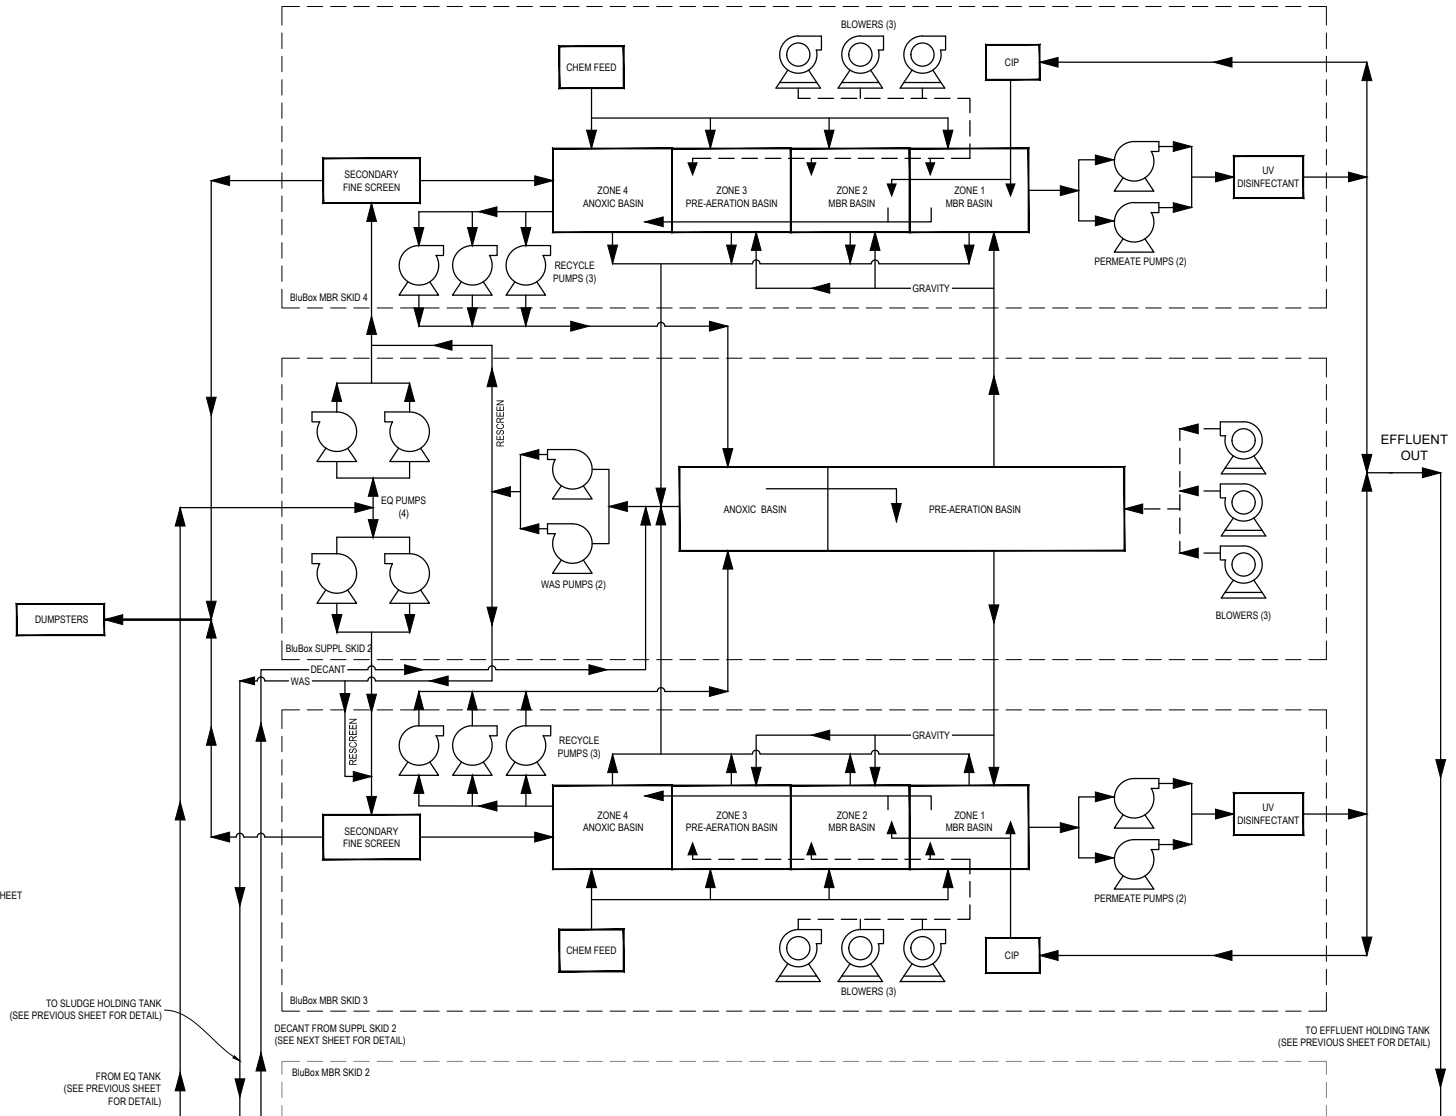 BLOWERS (3)
CHEM FEED
CIP
SECONDARY
FINE SCREEN
ZONE 4
ANOXIC BASIN
ZONE 3
PRE-AERATION BASIN
ZONE 2
MBR BASIN
ZONE 1
MBR BASIN
UV
DISINFECTANT
PERMEATE PUMPS (2)
RECYCLE
PUMPS (3)
GRAVITY
BluBox MBR SKID 4
RESCREEN
EQ PUMPS
(4)
WAS PUMPS (2)
ANOXIC BASIN
PRE-AERATION BASIN
BLOWERS (3)
EFFLUENT
OUT
DUMPSTERS
BluBox SUPPL SKID 2
DECANT
WAS
RESCREEN
RECYCLE
PUMPS (3)
GRAVITY
SECONDARY
FINE SCREEN
ZONE 4
ANOXIC BASIN
ZONE 3
PRE-AERATION BASIN
ZONE 2
MBR BASIN
ZONE 1
MBR BASIN
UV
DISINFECTANT
PERMEATE PUMPS (2)
HEET
CHEM FEED
CIP
BLOWERS (3)
BluBox MBR SKID 3
TO SLUDGE HOLDING TANK
(SEE PREVIOUS SHEET FOR DETAIL)
DECANT FROM SUPPL SKID 2
(SEE NEXT SHEET FOR DETAIL)
TO EFFLUENT HOLDING TANK
(SEE PREVIOUS SHEET FOR DETAIL)
FROM EQ TANK
(SEE PREVIOUS SHEET
FOR DETAIL)
BluBox MBR SKID 2